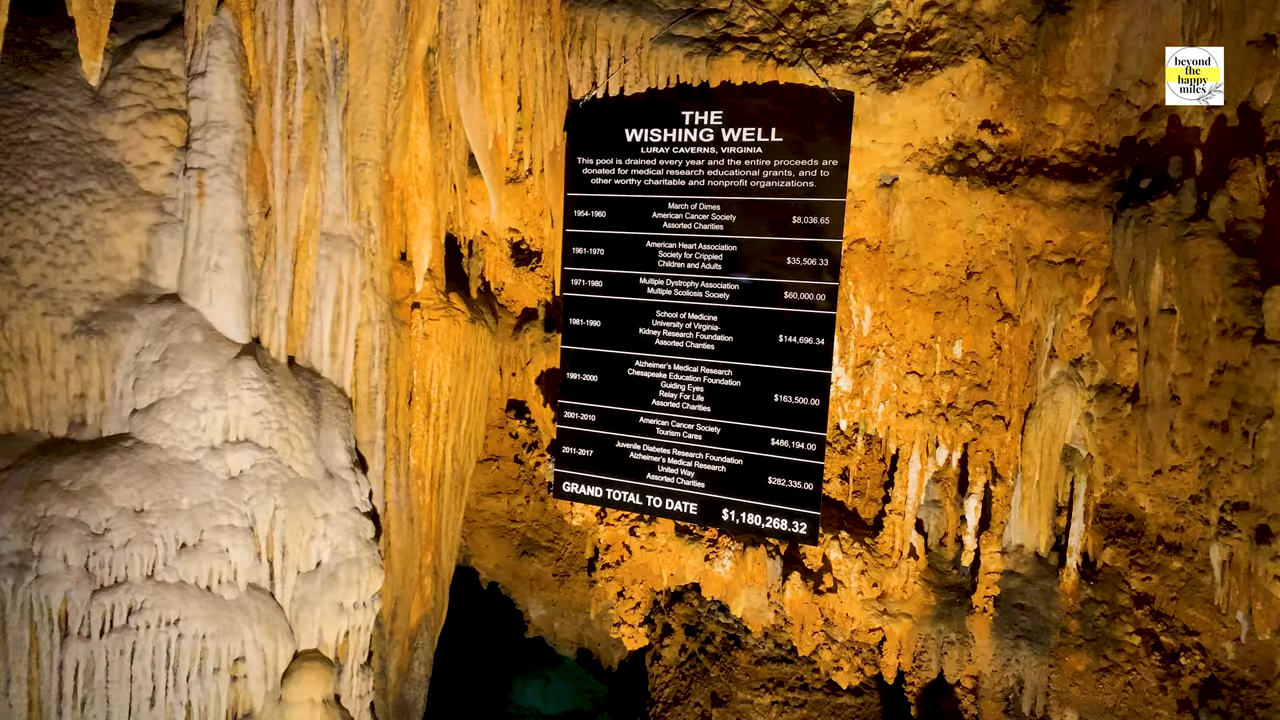 beyond
the
happy
miles
THE
WISHING WELL
LURAY CAVERNS, VIRGINIA
This pool is drained every year and the entire proceeds are
donated for medical research educational grants, and to
other worthy charitable and nonprofit organizations.
1954-1960
March of Dimes
American Cancer Society
Assorted Charities
$8,036.65
1961-1970
American Heart Association
Society for Crippled
Children and Adults
$35,506.33
1971-1980
Multiple Dystrophy Association
Multiple Scoliosis Society
$60,000.00
1981-1990
School of Medicine
University of Virginia-
Kidney Research Foundation
Assorted Charities
$144,696.34
1991-2000
Alzheimer's Medical Research
Chesapeake Education Foundation
Guiding Eyes
Relay For Life
Assorted Charities
$163,500.00
2001-2010
American Cancer Society
Tourism Cares
$486,194.00
2011-2017
Juvenile Diabetes Research Foundation
Alzheimer's Medical Research
United Way
Assorted Charities
$282,335.00
GRAND TOTAL TO DATE $1,180,268.32